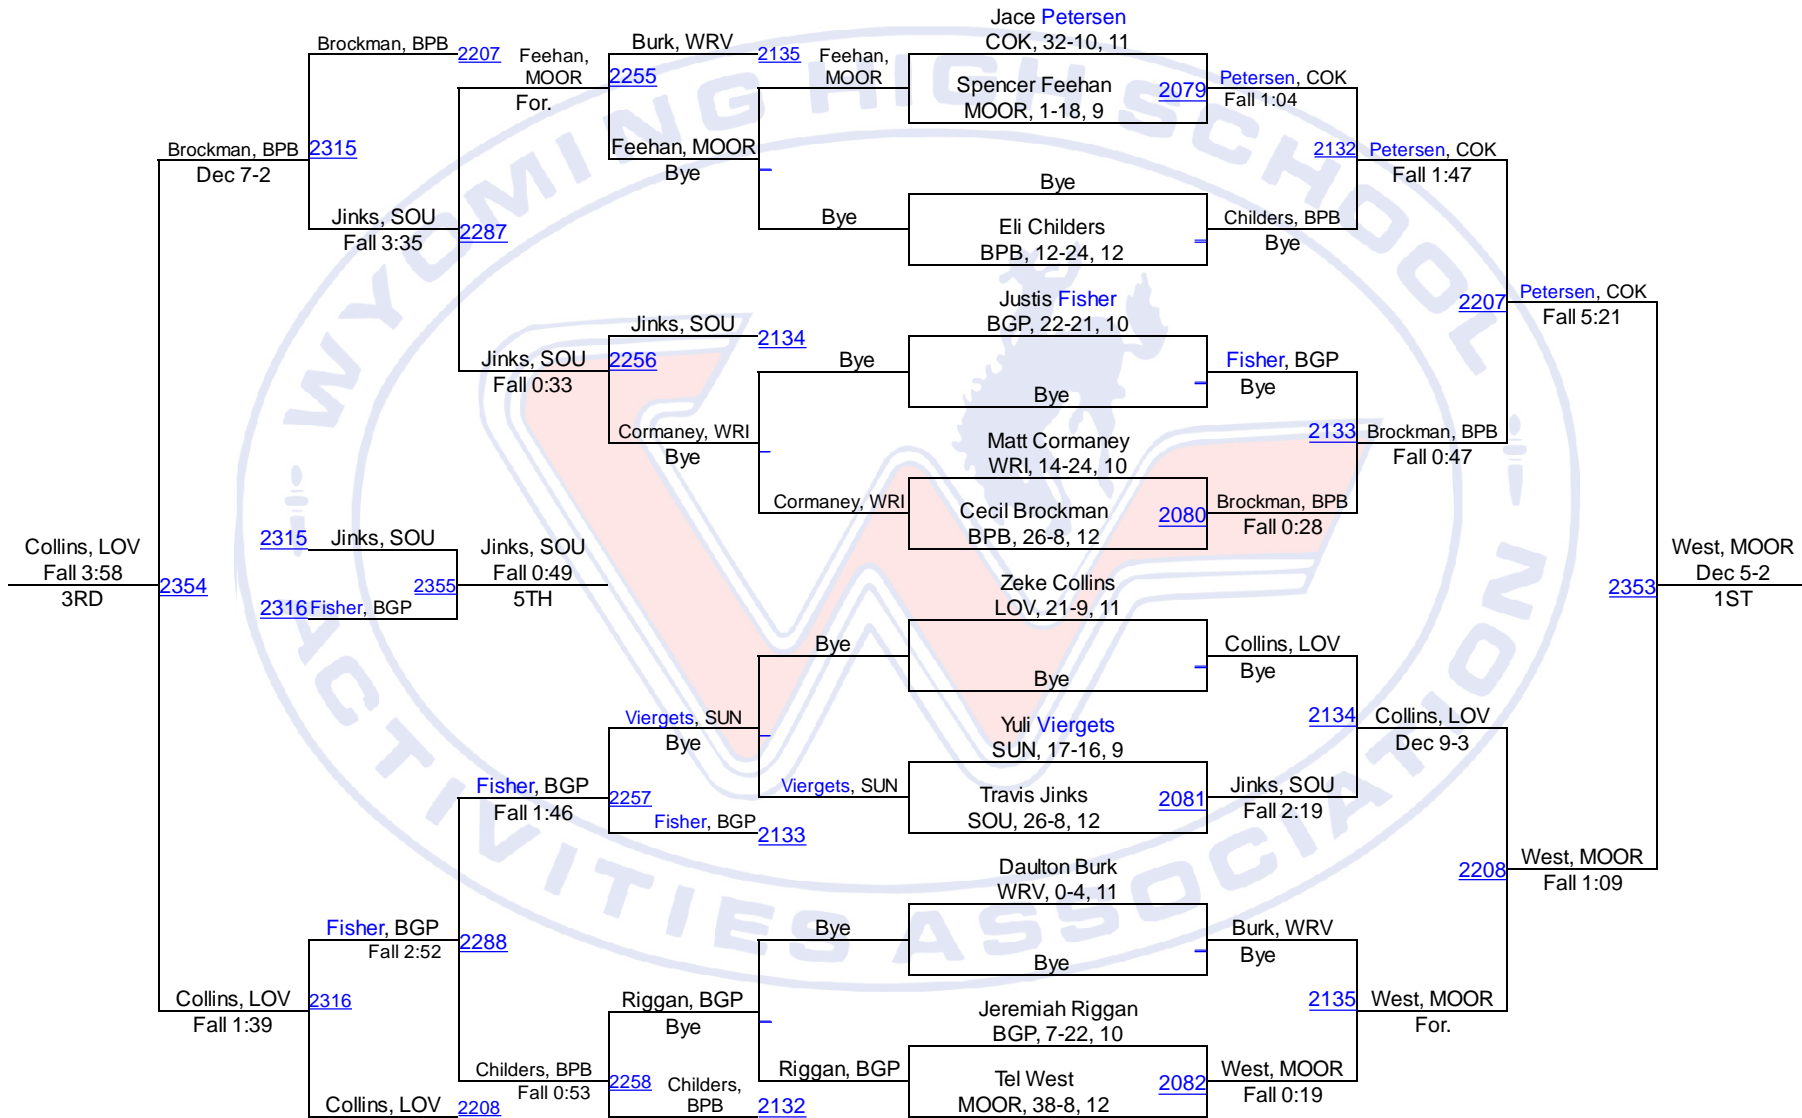 WYOMING HIGH SCHOOL
ACTIVITIES ASSOCIATION
Jace Petersen
COK, 32-10, 11
Spencer Feehan
MOOR, 1-18, 9
2079
Bye
Eli Childers
BPB, 12-24, 12
Justis Fisher
BGP, 22-21, 10
Bye
Matt Cormaney
WRI, 14-24, 10
Cecil Brockman
BPB, 26-8, 12
2080
Zeke Collins
LOV, 21-9, 11
Bye
Yuli Viergets
SUN, 17-16, 9
Travis Jinks
SOU, 26-8, 12
2081
Daulton Burk
WRV, 0-4, 11
Bye
Jeremiah Riggan
BGP, 7-22, 10
Tel West
MOOR, 38-8, 12
2082
Petersen, COK
Fall 1:04
Childers, BPB
Bye
Fisher, BGP
Bye
Brockman, BPB
Fall 0:28
Collins, LOV
Bye
Jinks, SOU
Fall 2:19
Burk, WRV
Bye
West, MOOR
Fall 0:19
2132
Petersen, COK
Fall 1:47
2133
Brockman, BPB
Fall 0:47
2134
Collins, LOV
Dec 9-3
2135
West, MOOR
For.
2207
Petersen, COK
Fall 5:21
2208
West, MOOR
Fall 1:09
2353
West, MOOR
Dec 5-2
1ST
Feehan,
MOOR
Bye
Bye
Cormaney, WRI
Bye
Viergets, SUN
Bye
Riggan, BGP
Burk, WRV
2135
Feehan, MOOR
Bye
Jinks, SOU
2134
Cormaney, WRI
Bye
Viergets, SUN
Bye
Fisher, BGP
2133
Riggan, BGP
Bye
Childers,
BPB
2132
Feehan,
MOOR
For.
2255
Jinks, SOU
Fall 0:33
2256
Fisher, BGP
Fall 1:46
2257
Childers, BPB
Fall 0:53
2258
Brockman, BPB
2207
Jinks, SOU
Fall 3:35
2287
Fisher, BGP
Fall 2:52
2288
Collins, LOV
2208
Brockman, BPB
Dec 7-2
2315
Collins, LOV
Fall 1:39
2316
2315
Jinks, SOU
2316
Fisher, BGP
2355
Jinks, SOU
Fall 0:49
5TH
Collins, LOV
Fall 3:58
3RD
2354